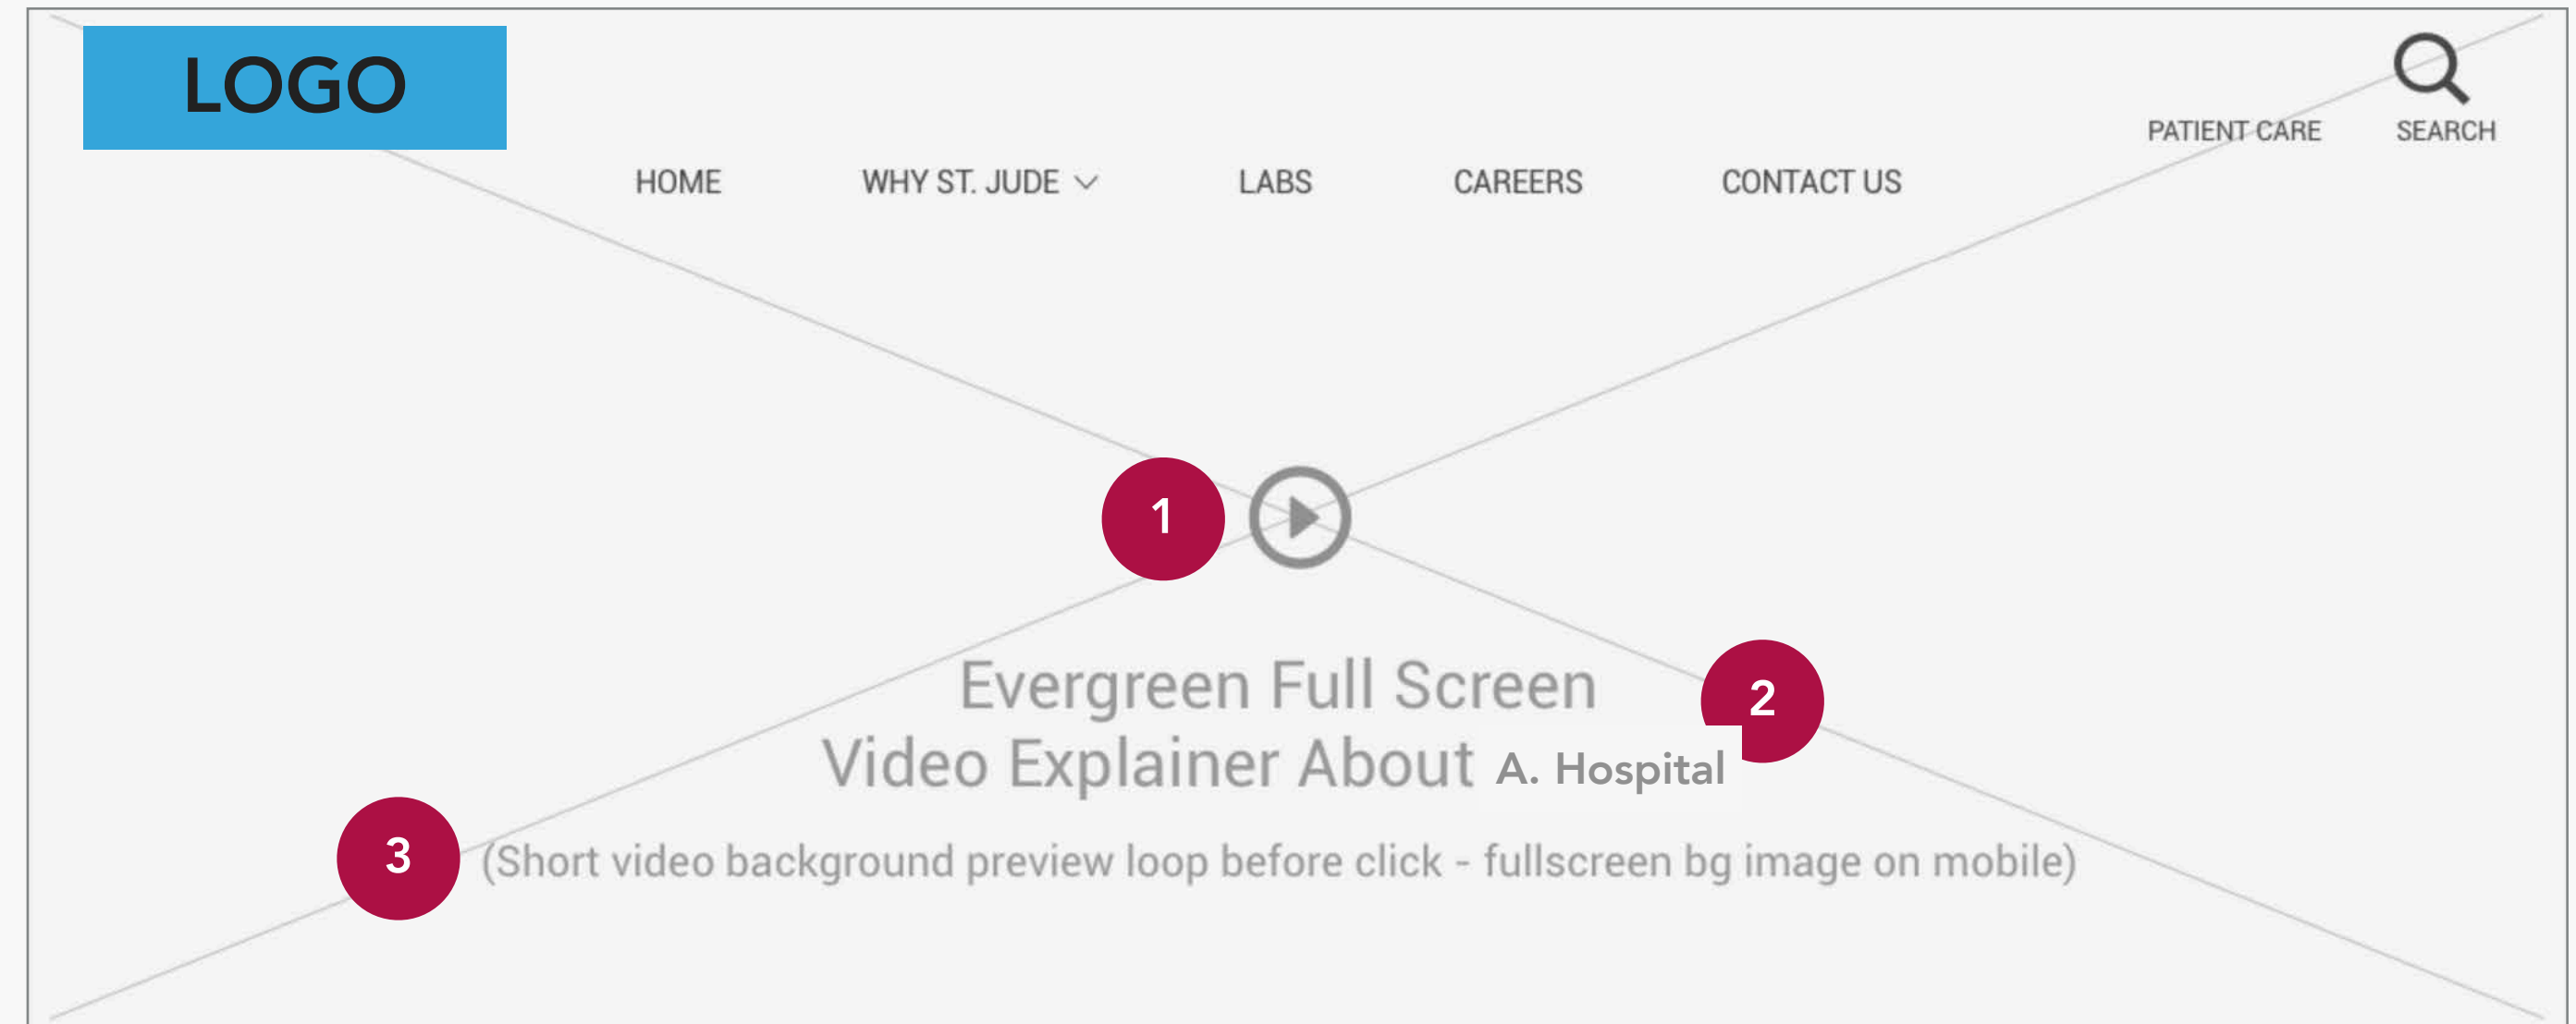 LOGO
PATIENT CARE
SEARCH
HOME
WHY ST. JUDE
LABS
CAREERS
CONTACT US
1
Evergreen Full Screen
2
Video Explainer About A. Hospital
3
(Short video background preview loop before click - fullscreen bg image on mobile)